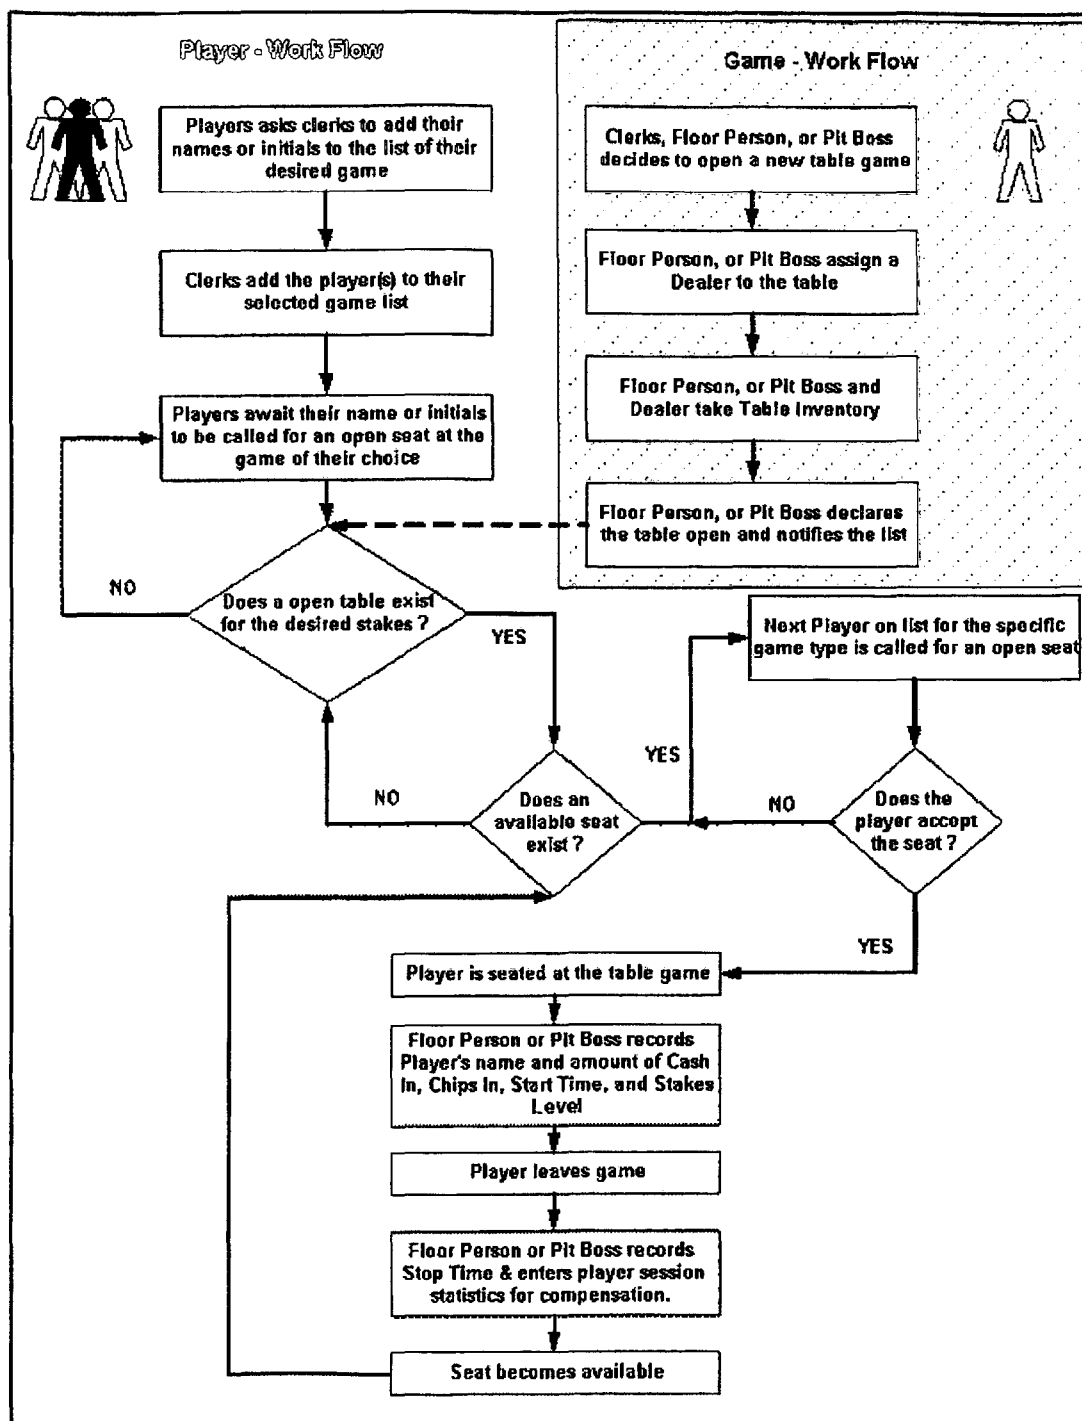 Player - Work Flow
Players asks clerks to add their
names or initials to the list of their
desired game
Clerks add the player(s) to their
selected game list
Players await their name or initials
to be called for an open seat at the
game of their choice
Game - Work Flow
Clerks, Floor Person, or Pit Boss
decides to open a new table game
Floor Person, or Pit Boss assign a
Dealer to the table
Floor Person, or Pit Boss and
Dealer take Table Inventory
Floor Person, or Pit Boss declares
the table open and notifies the list
NO
Does a open table exist
for the desired stakes ?
YES
Next Player on list for the specific
game type is called for an open seat
YES
NO
Does an
available seat
exist ?
NO
Does the
player accept
the seat ?
YES
Player is seated at the table game
Floor Person or Pit Boss records
Player's name and amount of Cash
In, Chips In, Start Time, and Stakes
Level
Player leaves game
Floor Person or Pit Boss records
Stop Time & enters player session
statistics for compensation.
Seat becomes available